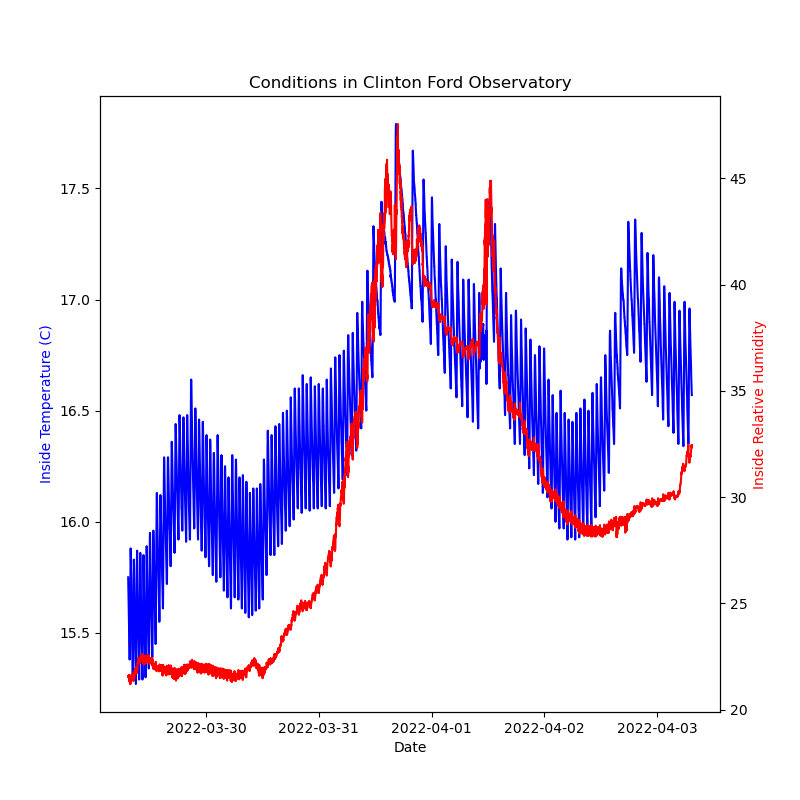 Conditions in Clinton Ford Observatory
Inside Temperature (C)
17.5
17.0
16.5
16.0
15.5
45
40
35
30
25
20
Inside Relative Humidity
2022-03-30 2022-03-31 2022-04-01 2022-04-02 2022-04-03
Date